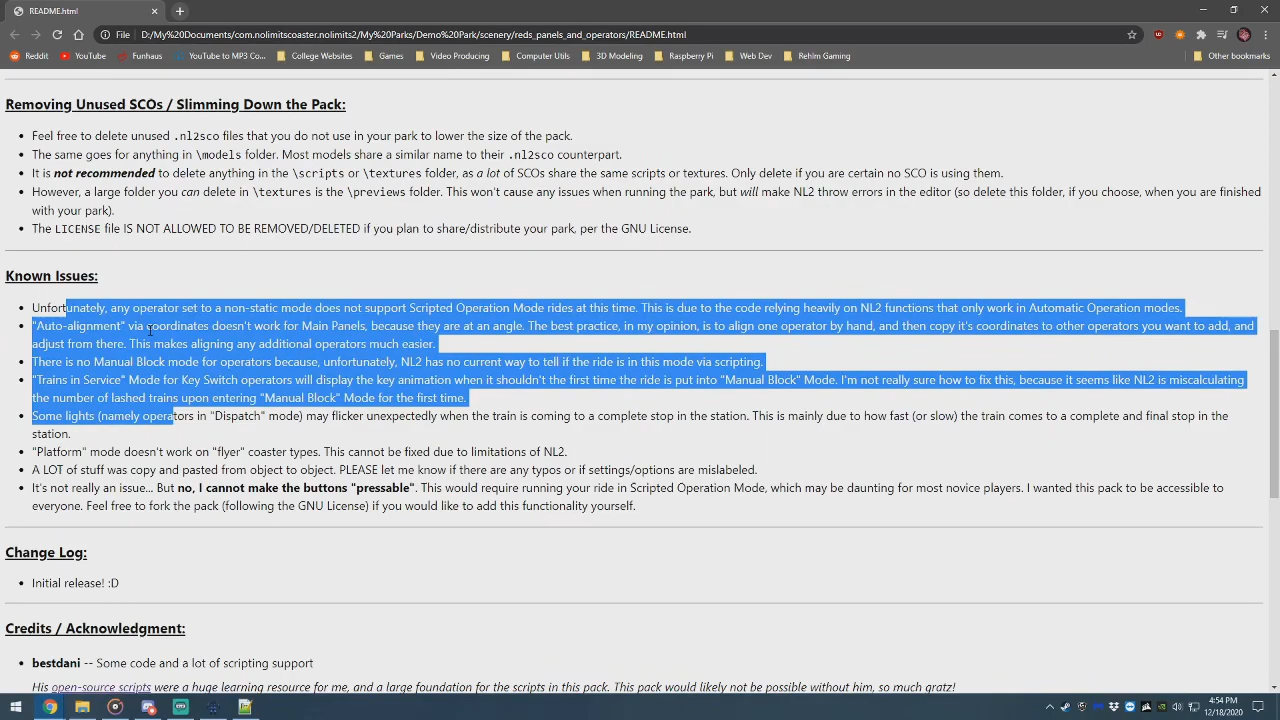 README.html
File D:/My%20Documents/com.nolimitscoaster.nolimits2/My%20Parks/Demo%20Park/scenery/reds_panels_and_operators/README.html
Reddit YouTube Funhaus YouTube to MP3 Co... College Websites Games Video Producing Computer Utils 3D Modeling Raspberry Pi Web Dev Rehlm Gaming Other bookmarks
Removing Unused SCOs / Slimming Down the Pack:
Feel free to delete unused .nl2sco files that you do not use in your park to lower the size of the pack.
The same goes for anything in \models folder. Most models share a similar name to their .nl2sco counterpart.
It is not recommended to delete anything in the \scripts or \textures folder, as a lot of SCOs share the same scripts or textures. Only delete if you are certain no SCO is using them.
However, a large folder you can delete in \textures is the \previews folder. This won't cause any issues when running the park, but will make NL2 throw errors in the editor (so delete this folder, if you choose, when you are finished
with your park).
The LICENSE file IS NOT ALLOWED TO BE REMOVED/DELETED if you plan to share/distribute your park, per the GNU License.
Known Issues:
Unfortunately, any operator set to a non-static mode does not support Scripted Operation Mode rides at this time. This is due to the code relying heavily on NL2 functions that only work in Automatic Operation modes.
"Auto-alignment" via coordinates doesn't work for Main Panels, because they are at an angle. The best practice, in my opinion, is to align one operator by hand, and then copy it's coordinates to other operators you want to add, and
adjust from there. This makes aligning any additional operators much easier.
There is no Manual Block mode for operators because, unfortunately, NL2 has no current way to tell if the ride is in this mode via scripting.
"Trains in Service" Mode for Key Switch operators will display the key animation when it shouldn't the first time the ride is put into "Manual Block" Mode. I'm not really sure how to fix this, because it seems like NL2 is miscalculating
the number of lashed trains upon entering "Manual Block" Mode for the first time.
Some lights (namely operators in "Dispatch" mode) may flicker unexpectedly when the train is coming to a complete stop in the station. This is mainly due to how fast (or slow) the train comes to a complete and final stop in the
station.
"Platform" mode doesn't work on "flyer" coaster types. This cannot be fixed due to limitations of NL2.
A LOT of stuff was copy and pasted from object to object. PLEASE let me know if there are any typos or if settings/options are mislabeled.
It's not really an issue... But no, I cannot make the buttons "pressable". This would require running your ride in Scripted Operation Mode, which may be daunting for most novice players. I wanted this pack to be accessible to
everyone. Feel free to fork the pack (following the GNU License) if you would like to add this functionality yourself.
Change Log:
Initial release! :D
Credits / Acknowledgment:
bestdani -- Some code and a lot of scripting support
His open-source scripts were a huge learning resource for me, and a large foundation for the scripts in this pack. This pack would likely not be possible without him, so much gratz!
4:54 PM
12/18/2020